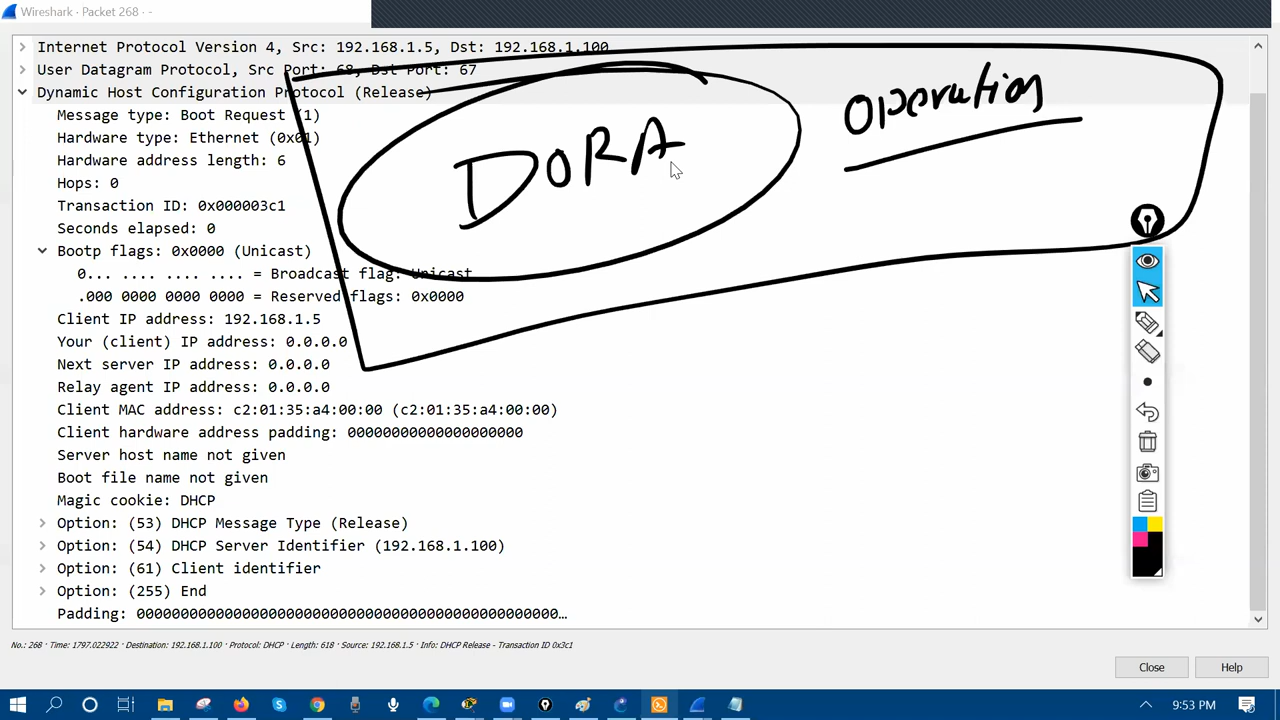 Wireshark · Packet 268 · -
Internet Protocol Version 4, Src: 192.168.1.5, Dst: 192.168.1.100
User Datagram Protocol, Src Port: 68, Dst Port: 67
Dynamic Host Configuration Protocol (Release)
Message type: Boot Request (1)
Hardware type: Ethernet (0x01)
Hardware address length: 6
Hops: 0
Transaction ID: 0x000003c1
Seconds elapsed: 0
Bootp flags: 0x0000 (Unicast)
0... .... .... .... = Broadcast flag: Unicast
.000 0000 0000 0000 = Reserved flags: 0x0000
Client IP address: 192.168.1.5
Your (client) IP address: 0.0.0.0
Next server IP address: 0.0.0.0
Relay agent IP address: 0.0.0.0
Client MAC address: c2:01:35:a4:00:00 (c2:01:35:a4:00:00)
Client hardware address padding: 00000000000000000000
Server host name not given
Boot file name not given
Magic cookie: DHCP
Option: (53) DHCP Message Type (Release)
Option: (54) DHCP Server Identifier (192.168.1.100)
Option: (61) Client identifier
Option: (255) End
Padding: 000000000000000000000000000000000000000000000000…
DORA
Operation
No.: 268 · Time: 1797.022922 · Destination: 192.168.1.100 · Protocol: DHCP · Length: 618 · Source: 192.168.1.5 · Info: DHCP Release - Transaction ID 0x3c1
Close
Help
9:53 PM